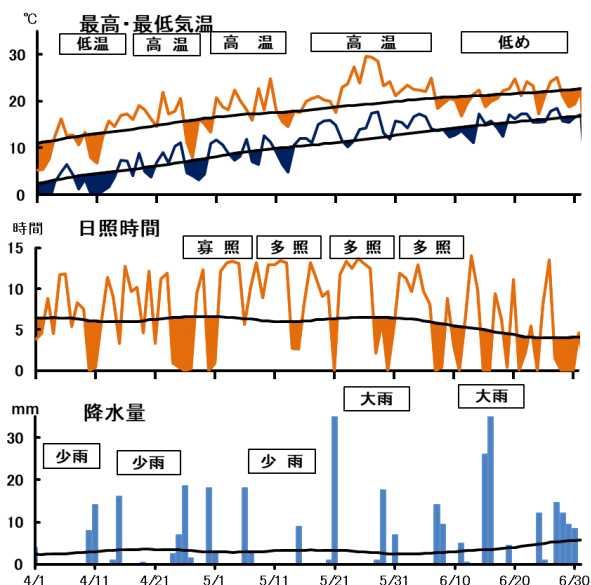 ℃ 最高・最低気温
低温 高温 高 温 高 温 低め
30
20
10
0
時間 日照時間
寡 照 多 照 多 照 多 照
15
10
5
0
mm 降水量 大雨 大雨
少雨 少雨 少 雨
30
20
10
0
4/1 4/11 4/21 5/1 5/11 5/21 5/31 6/10 6/20 6/30